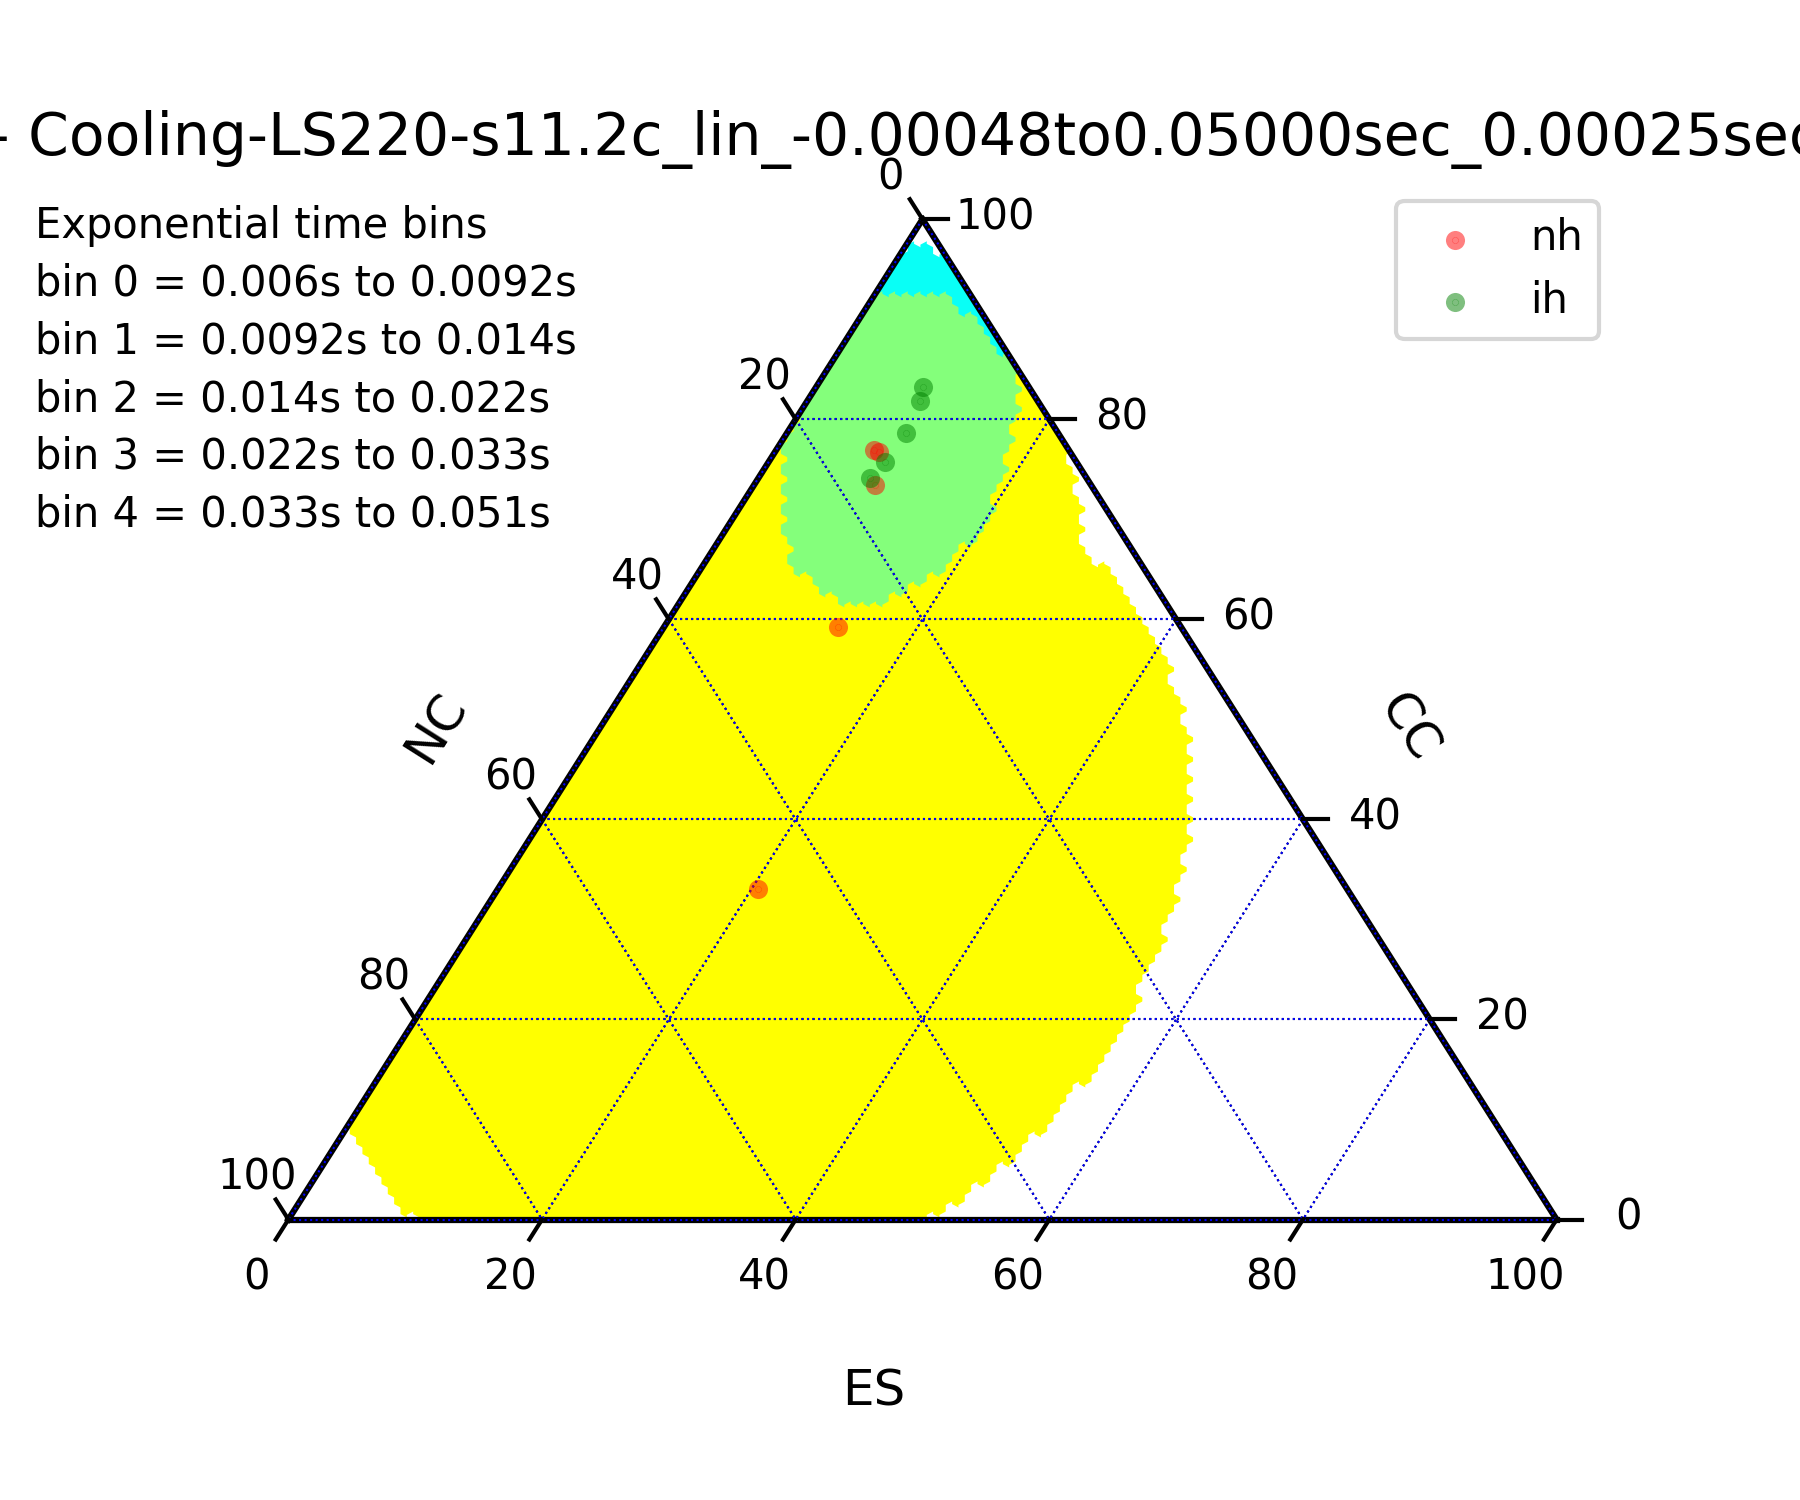 - Cooling-LS220-s11.2c_lin_-0.00048to0.05000sec_0.00025sec
Exponential time bins
bin 0 = 0.006s to 0.0092s
bin 1 = 0.0092s to 0.014s
bin 2 = 0.014s to 0.022s
bin 3 = 0.022s to 0.033s
bin 4 = 0.033s to 0.051s
nh
ih
0
20
40
60
80
100
NC
100
80
60
40
20
0
CC
0
20
40
60
80
100
ES